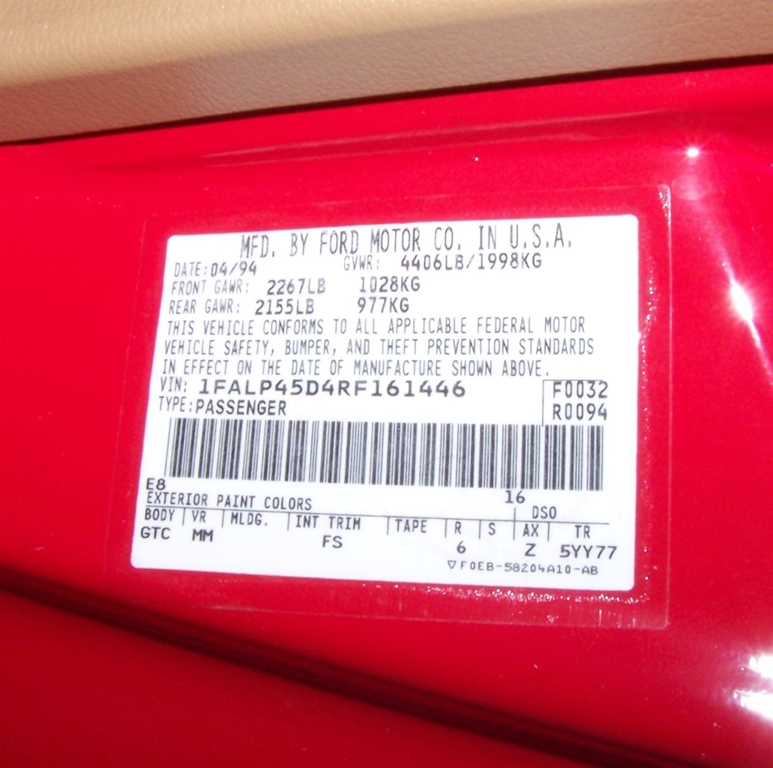 MFD. BY FORD MOTOR CO. IN U.S.A.
DATE: 04/94 GVWR: 4406LB/1998KG
FRONT GAWR: 2267LB 1028KG
REAR GAWR: 2155LB 977KG
THIS VEHICLE CONFORMS TO ALL APPLICABLE FEDERAL MOTOR
VEHICLE SAFETY, BUMPER, AND THEFT PREVENTION STANDARDS
IN EFFECT ON THE DATE OF MANUFACTURE SHOWN ABOVE.
VIN: 1FALP45D4RF161446 F0032
TYPE: PASSENGER R0094
E8 16
EXTERIOR PAINT COLORS DSO
BODY VR MLDG. INT TRIM TAPE R S AX TR
GTC MM FS 6 Z 5YY77
▽F0EB-58204A10-AB